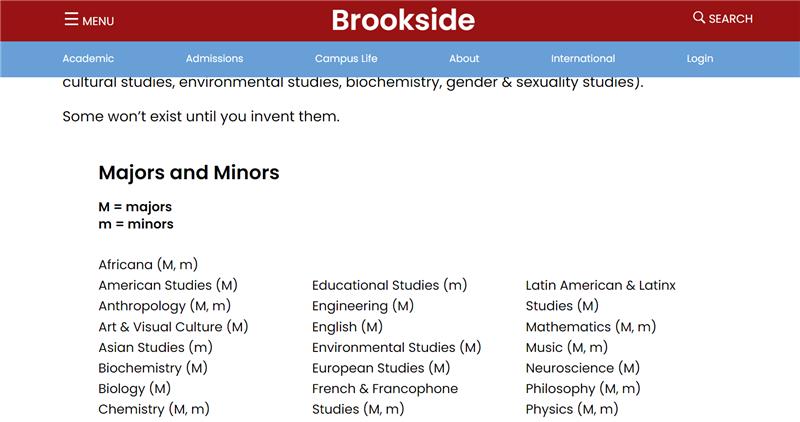 MENU
Brookside
SEARCH
Academic
Admissions
Campus Life
About
International
Login
cultural studies, environmental studies, biochemistry, gender & sexuality studies).
Some won’t exist until you invent them.
Majors and Minors
M = majors
m = minors
Africana (M, m)
American Studies (M)
Anthropology (M, m)
Art & Visual Culture (M)
Asian Studies (m)
Biochemistry (M)
Biology (M)
Chemistry (M, m)
Educational Studies (m)
Engineering (M)
English (M)
Environmental Studies (M)
European Studies (M)
French & Francophone
Studies (M, m)
Latin American & Latinx
Studies (M)
Mathematics (M, m)
Music (M, m)
Neuroscience (M)
Philosophy (M, m)
Physics (M, m)